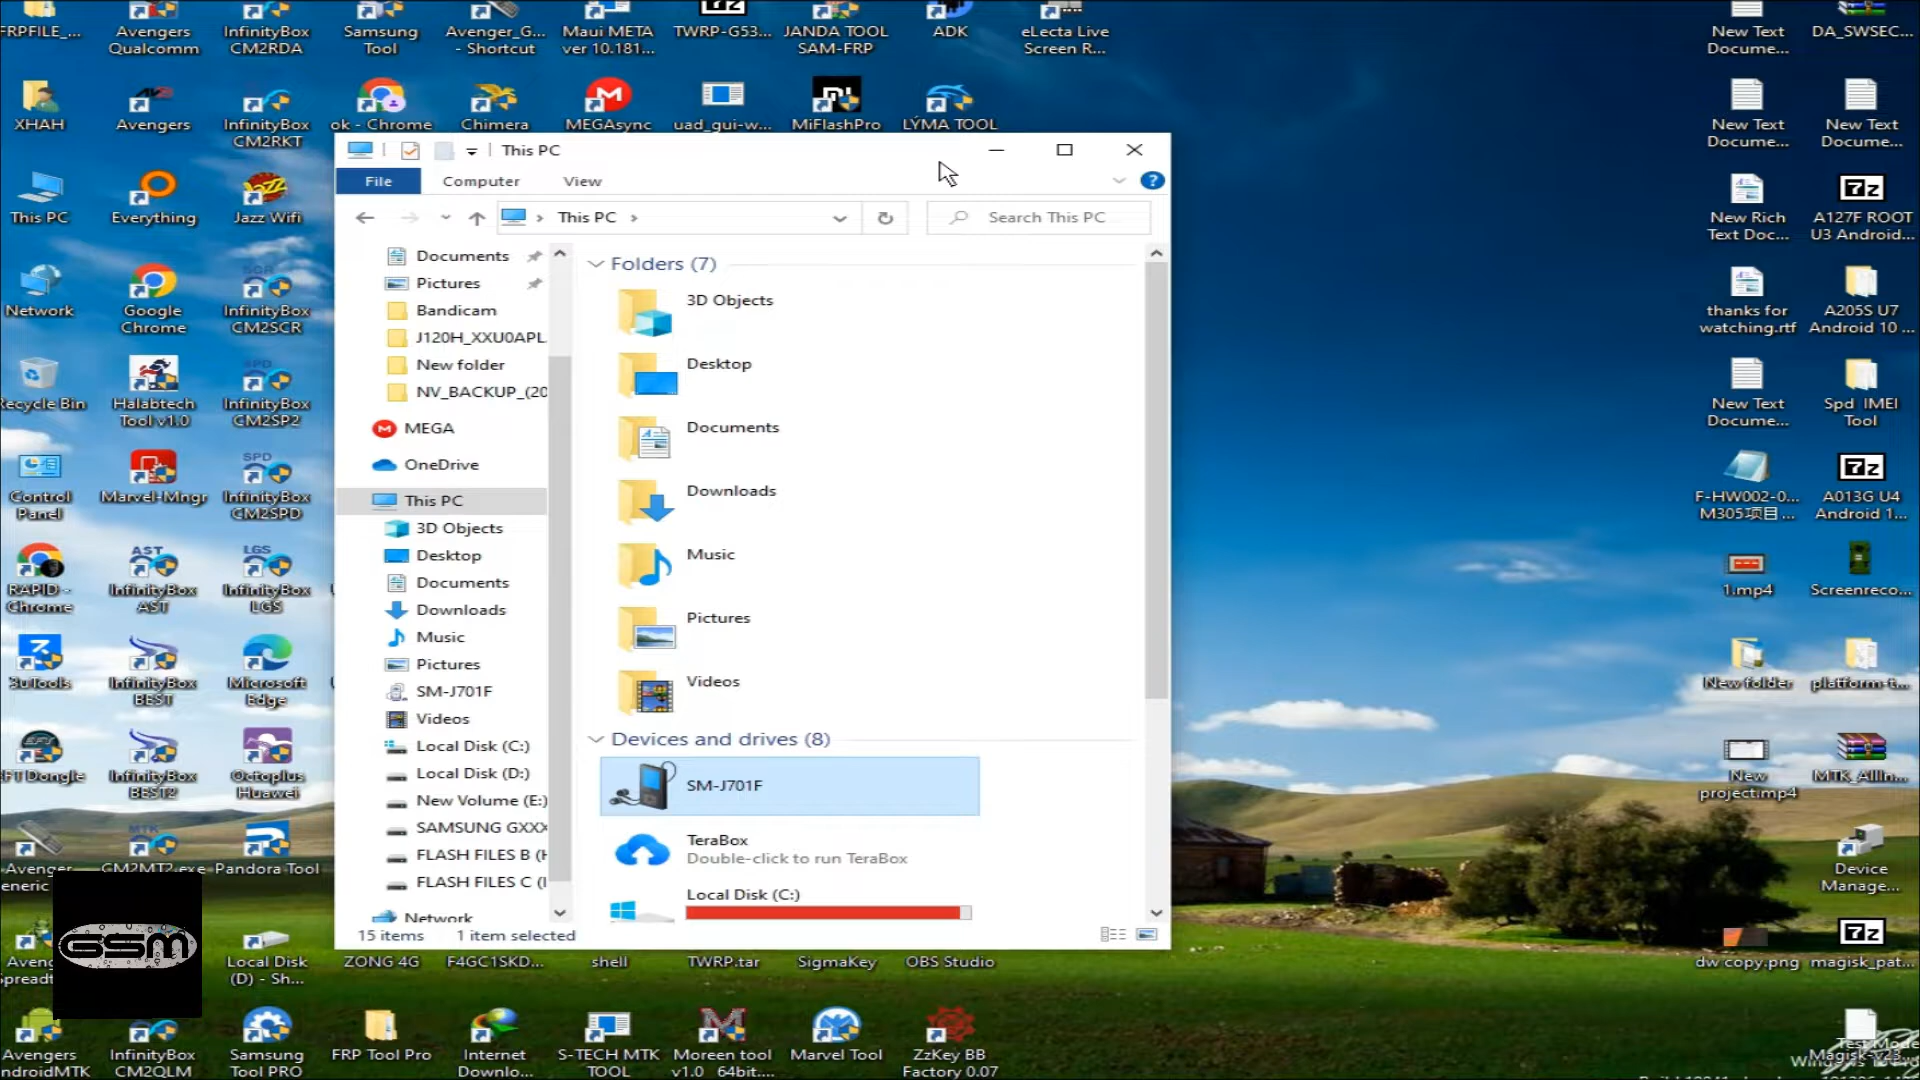 FRPFILE_...
Avengers
Qualcomm
InfinityBox
CM2RDA
Samsung
Tool
Avenger_G...
- Shortcut
Maui META
ver 10.181...
TWRP-G53...
JANDA TOOL
SAM-FRP
ADK
eLecta Live
Screen R...
New Text
Docume...
DA_SWSEC...
XHAH
Avengers
InfinityBox
CM2RKT
ok - Chrome
Chimera
MEGAsync
uad_gui-w...
MiFlashPro
LÝMA TOOL
New Text
Docume...
New Text
Docume...
This PC
File
Computer
View
This PC
Search This PC
This PC
Everything
Jazz Wifi
New Rich
Text Doc...
A127F ROOT
U3 Android...
Network
Google
Chrome
InfinityBox
CM2SCR
thanks for
watching.rtf
A205S U7
Android 10 ...
Recycle Bin
Halabtech
Tool v1.0
InfinityBox
CM2SP2
New Text
Docume...
Spd IMEI
Tool
Control
Panel
Marvel-Mngr
InfinityBox
CM2SPD
F-HW002-0...
M305项目 ...
A013G U4
Android 1...
RAPID -
Chrome
InfinityBox
AST
InfinityBox
LGS
1.mp4
Screenreco...
3uTools
InfinityBox
BEST
Microsoft
Edge
New folder
platform-t...
EFT Dongle
InfinityBox
BEST2
Octoplus
Huawei
New
project.mp4
MTK_AllIn...
Avenger
eneric
CM2MT2.exe
Pandora Tool
Device
Manage...
Documents
Pictures
Bandicam
J120H_XXU0APL
New folder
NV_BACKUP_(20
MEGA
OneDrive
This PC
3D Objects
Desktop
Documents
Downloads
Music
Pictures
SM-J701F
Videos
Local Disk (C:)
Local Disk (D:)
New Volume (E:)
SAMSUNG GXXX
FLASH FILES B (H
FLASH FILES C (I
Network
Folders (7)
3D Objects
Desktop
Documents
Downloads
Music
Pictures
Videos
Devices and drives (8)
SM-J701F
TeraBox
Double-click to run TeraBox
Local Disk (C:)
15 items
1 item selected
GSM
Aven
Spreadt
Local Disk
(D) - Sh...
ZONG 4G
F4GC1SKD...
shell
TWRP.tar
SigmaKey
OBS Studio
dw copy.png
magisk_pat...
Avengers
ndroidMTK
InfinityBox
CM2QLM
Samsung
Tool PRO
FRP Tool Pro
Internet
Downlo...
S-TECH MTK
TOOL
Moreen tool
v1.0_64bit....
Marvel Tool
ZzKey BB
Factory 0.07
Test Mode
Magisk-v23...